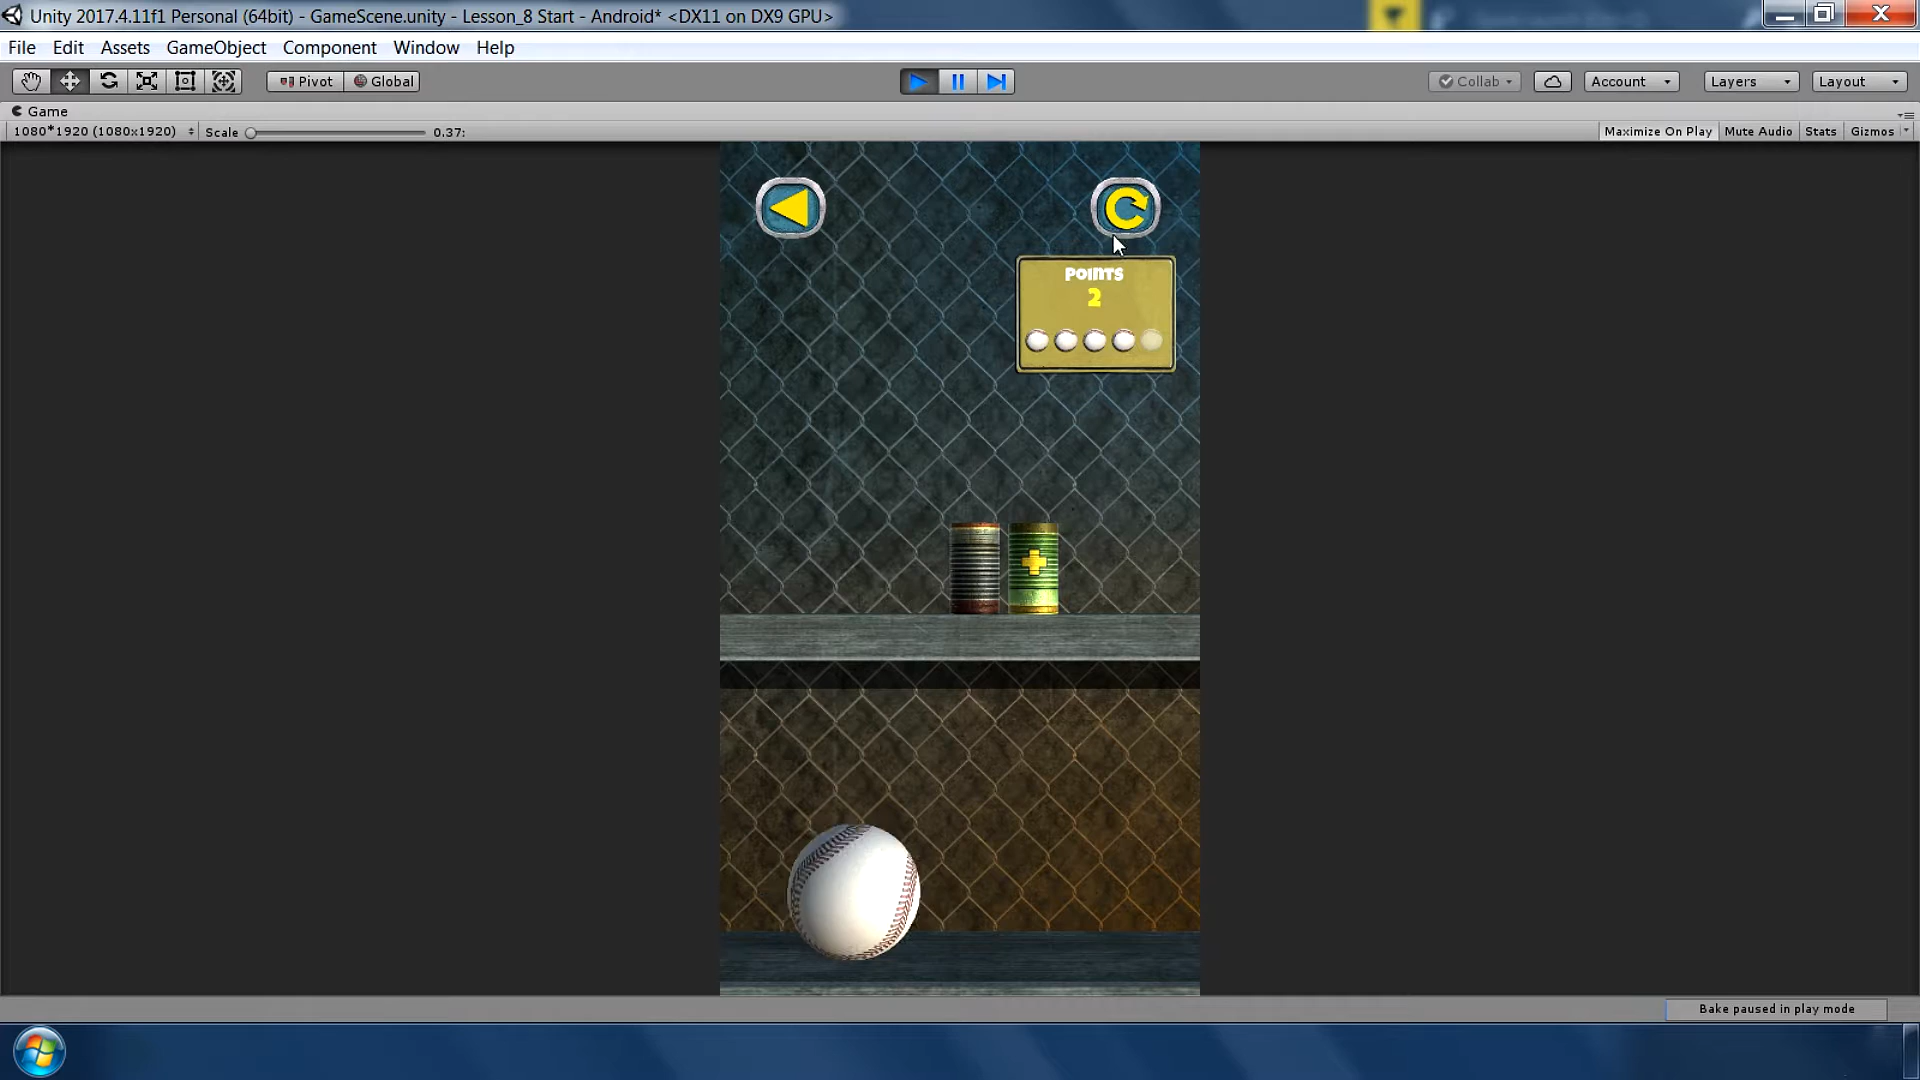 Unity 2017.4.11f1 Personal (64bit) - GameScene.unity - Lesson_8 Start - Android* <DX11 on DX9 GPU>
File Edit Assets GameObject Component Window Help
Pivot Global Collab Account Layers Layout
Game
1080*1920 (1080x1920) Scale 0.37: Maximize On Play Mute Audio Stats Gizmos
POINTS
2
Bake paused in play mode